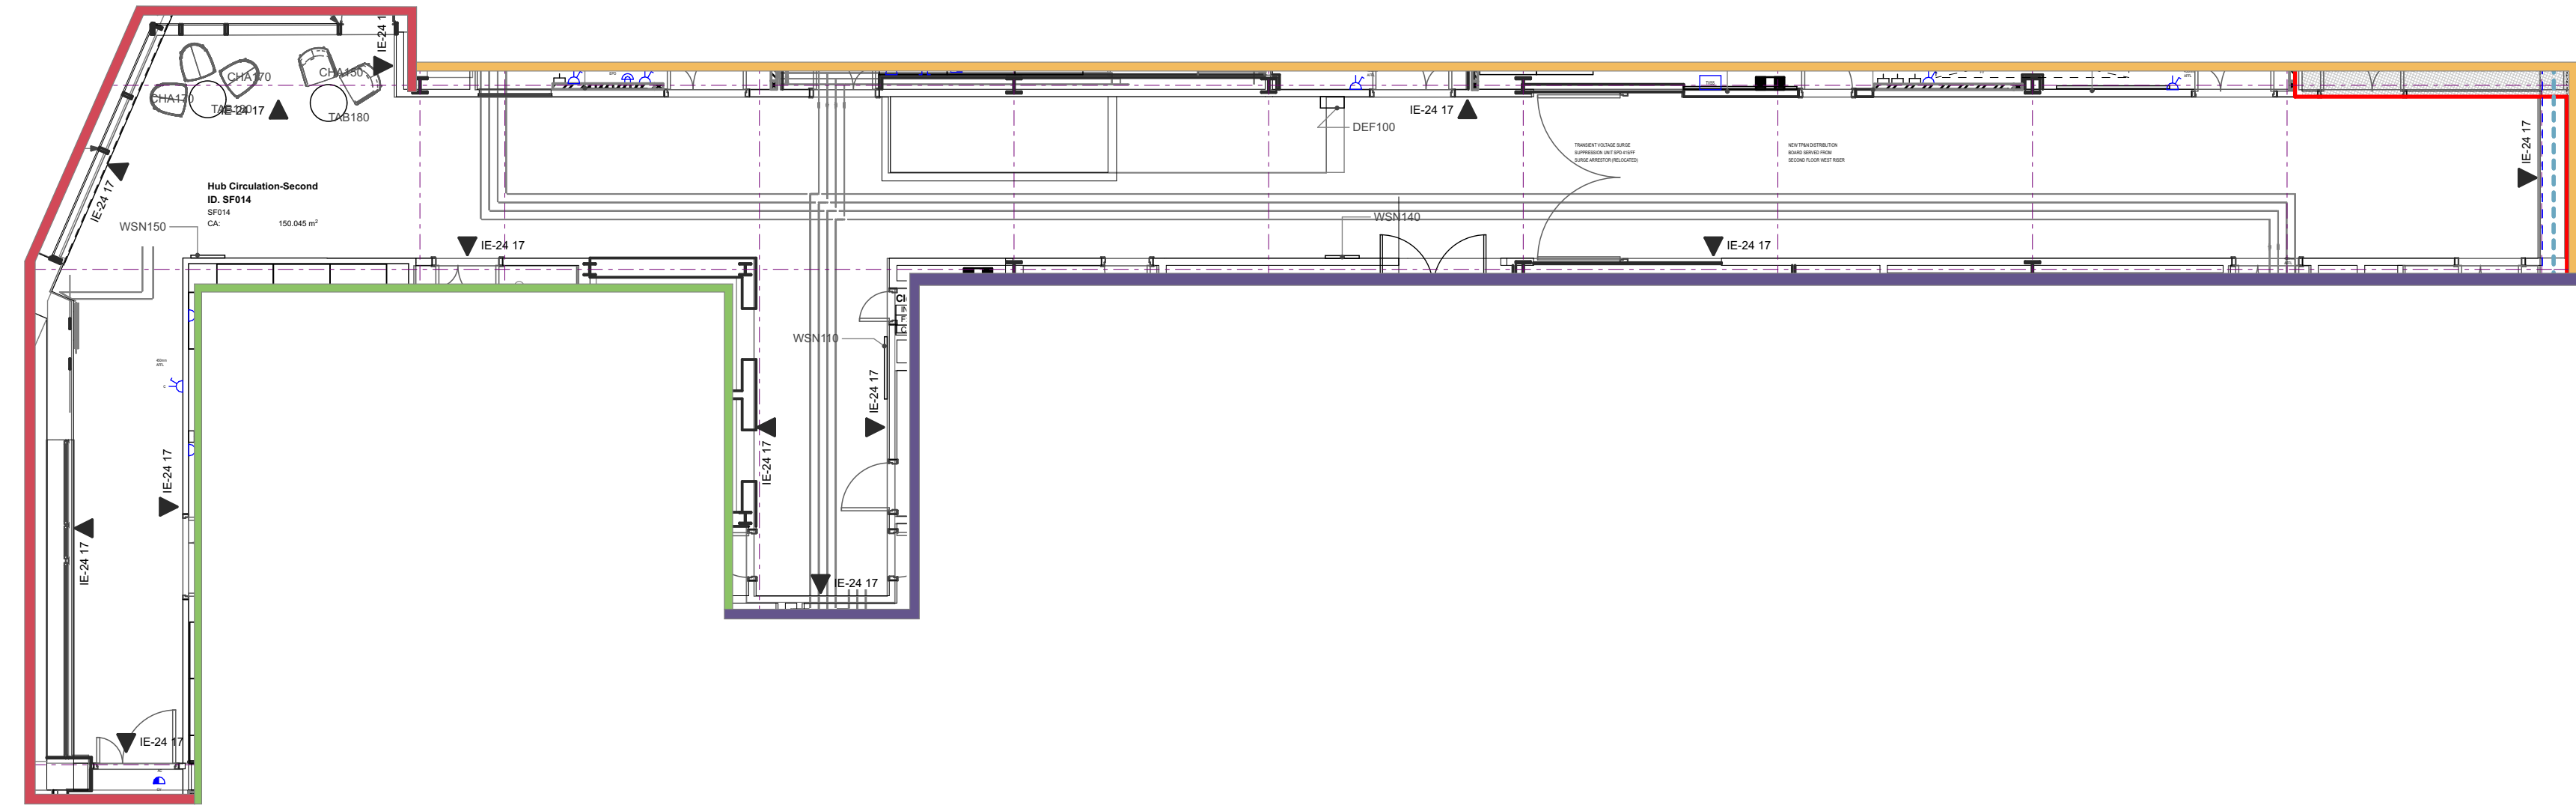 IE-24 1
CHA170
CHA150
CHA170
TAB180
IE-24 17
TAB180
IE-24 17
DEF100
TRANSIENT VOLTAGE SURGE
SUPPRESSION UNIT SPD 415/FF
SURGE ARRESTOR (RELOCATED)
NEW TP&N DISTRIBUTION
BOARD SERVED FROM
SECOND FLOOR WEST RISER
IE-24 17
IE-24 17
Hub Circulation-Second
ID. SF014
SF014
CA: 150.045 m²
WSN150
WSN140
IE-24 17
IE-24 17
WSN110
IE-24 17
IE-24 17
IE-24 17
IE-24 17
IE-24 17
IE-24 17